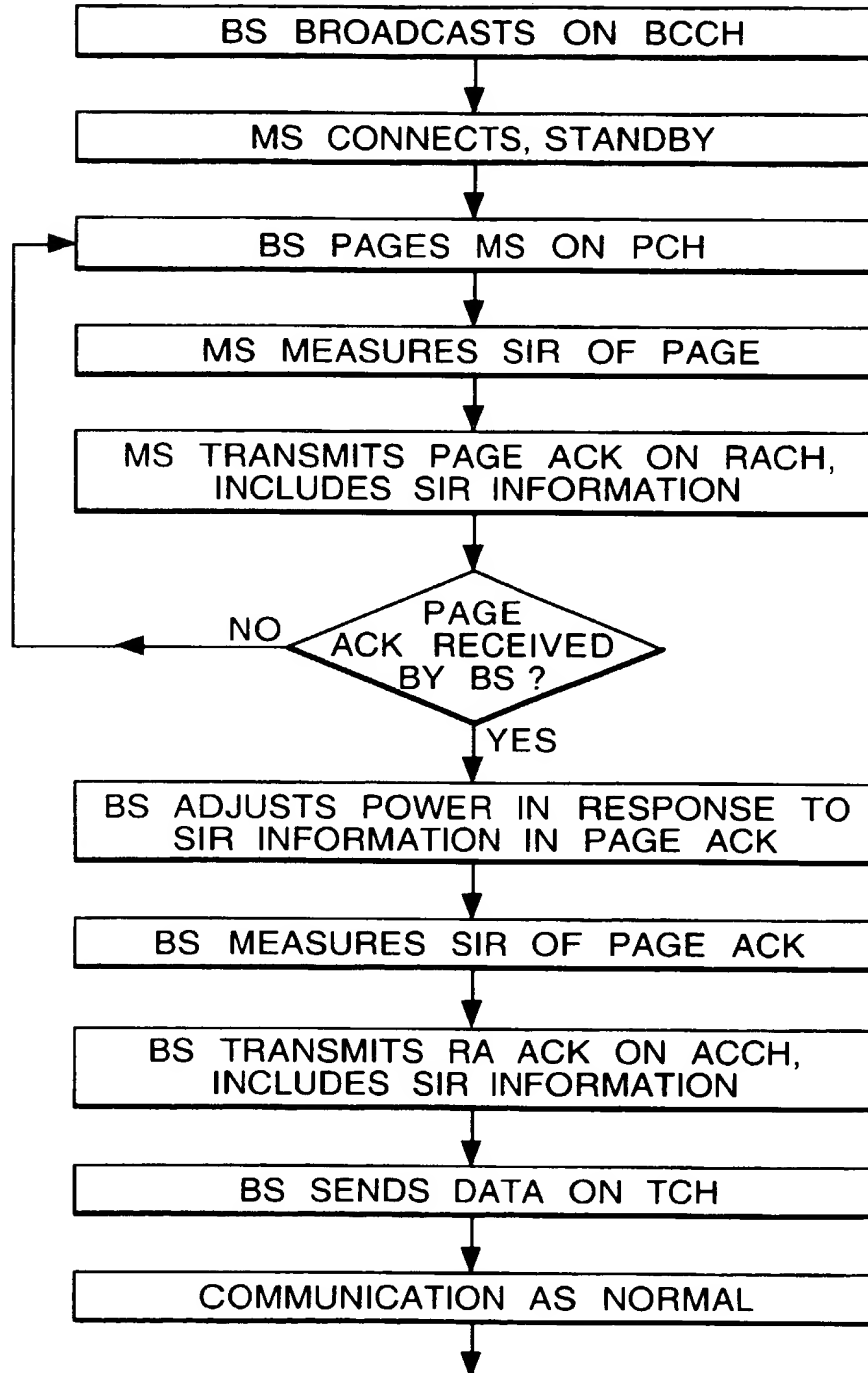 BS BROADCASTS ON BCCH
MS CONNECTS, STANDBY
BS PAGES MS ON PCH
MS MEASURES SIR OF PAGE
MS TRANSMITS PAGE ACK ON RACH,
INCLUDES SIR INFORMATION
PAGE
ACK RECEIVED
BY BS ?
NO
YES
BS ADJUSTS POWER IN RESPONSE TO
SIR INFORMATION IN PAGE ACK
BS MEASURES SIR OF PAGE ACK
BS TRANSMITS RA ACK ON ACCH,
INCLUDES SIR INFORMATION
BS SENDS DATA ON TCH
COMMUNICATION AS NORMAL